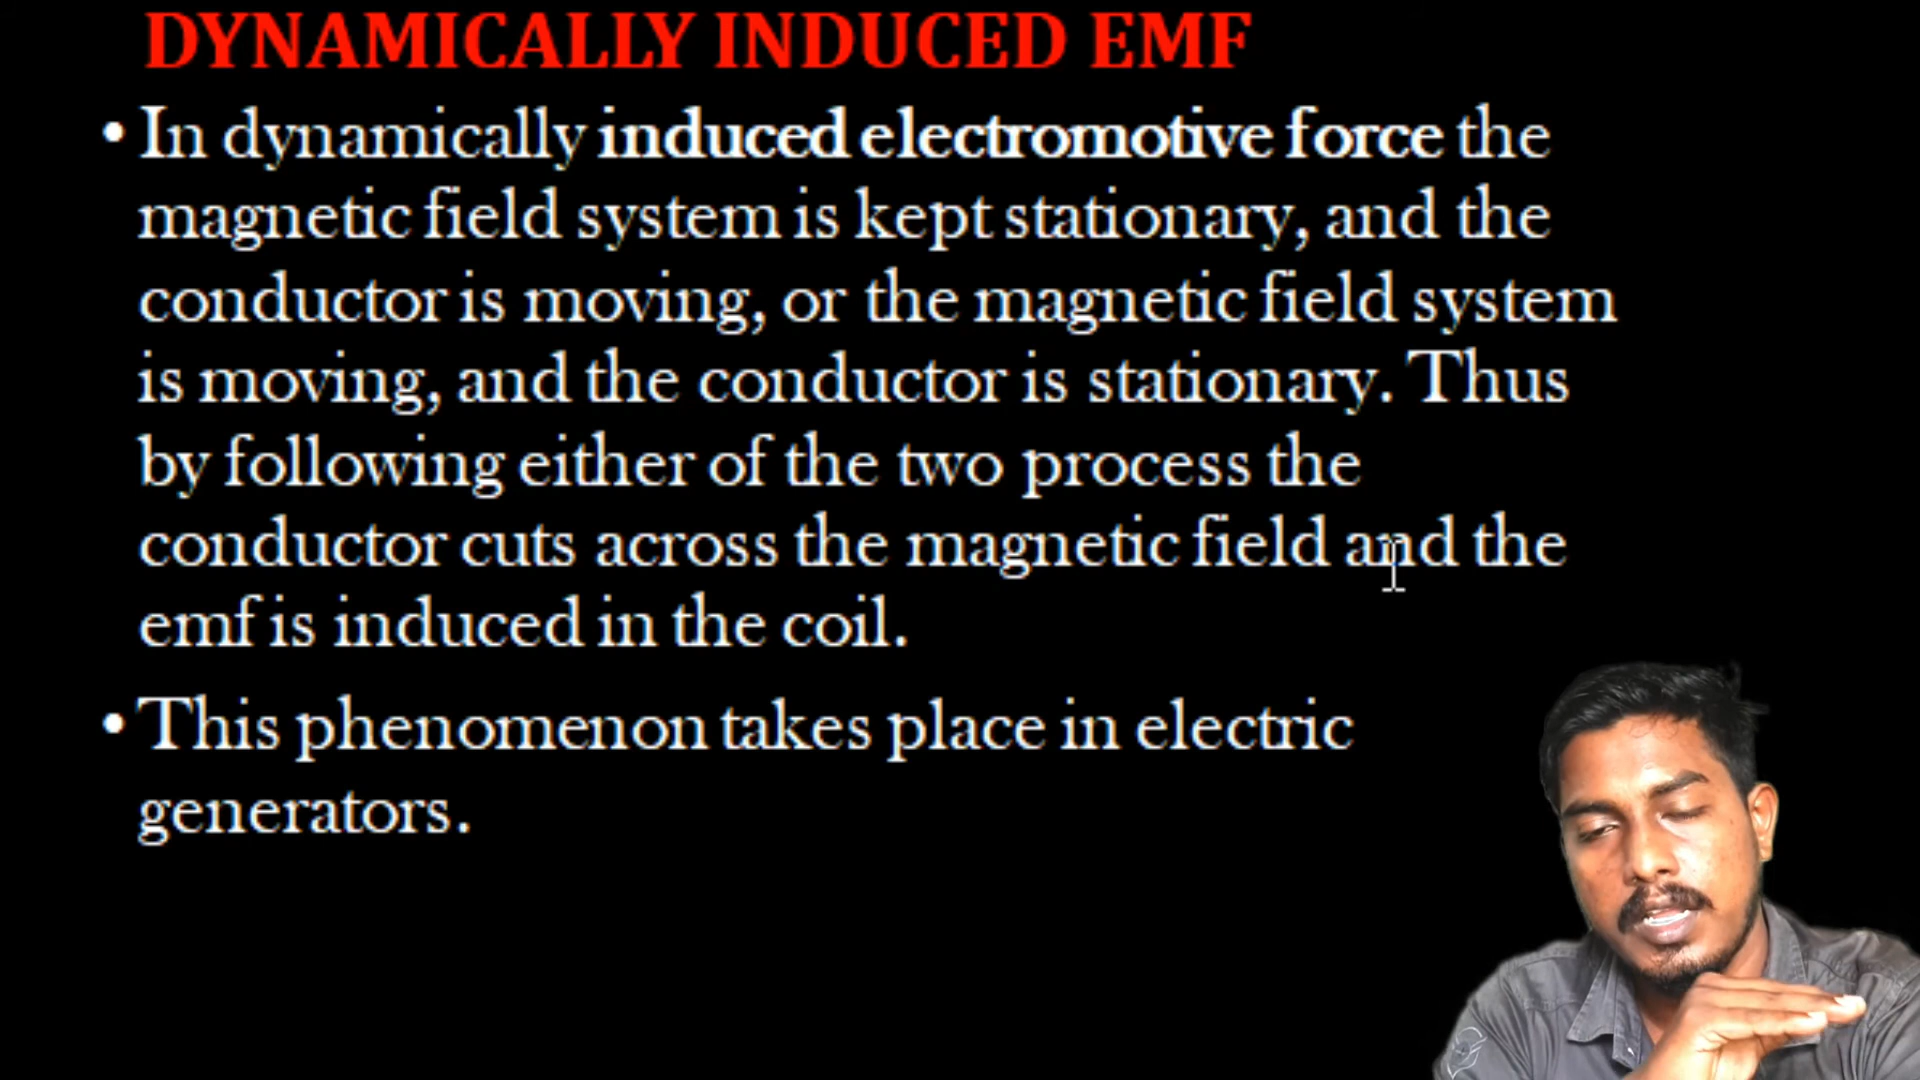 DYNAMICALLY INDUCED EMF
• In dynamically induced electromotive force the
magnetic field system is kept stationary, and the
conductor is moving, or the magnetic field system
is moving, and the conductor is stationary. Thus
by following either of the two process the
conductor cuts across the magnetic field and the
emf is induced in the coil.
• This phenomenon takes place in electric
generators.